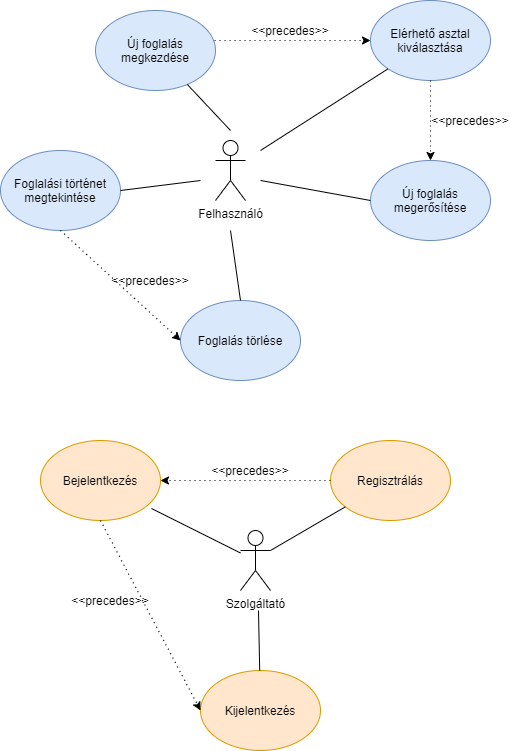 Új foglalás
megkezdése
<<precedes>>
Elérhető asztal
kiválasztása
<<precedes>>
Foglalási történet
megtekintése
Felhasználó
Új foglalás
megerősítése
<<precedes>>
Foglalás törlése
Bejelentkezés
<<precedes>>
Regisztrálás
<<precedes>>
Szolgáltató
Kijelentkezés